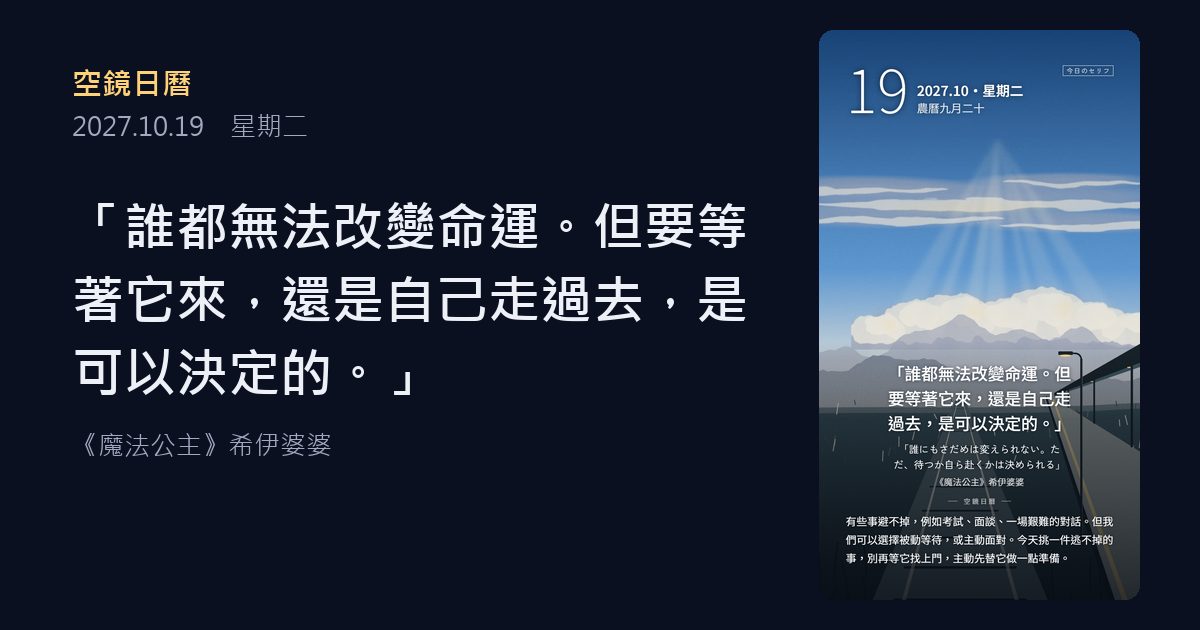 空鏡日曆
2027.10.19 星期二
「誰都無法改變命運。但要等
著它來，還是自己走過去，是
可以決定的。」
《魔法公主》希伊婆婆
19
2027.10・星期二
農曆九月二十
今日のセリフ
「誰都無法改變命運。但
要等著它來，還是自己走
過去，是可以決定的。」
「誰にもさだめは変えられない。た
だ、待つか自ら赴くかは決められる」
《魔法公主》希伊婆婆
— 空鏡日曆 —
有些事避不掉，例如考試、面談、一場艱難的對話。但我
們可以選擇被動等待，或主動面對。今天挑一件逃不掉的
事，別再等它找上門，主動先替它做一點準備。